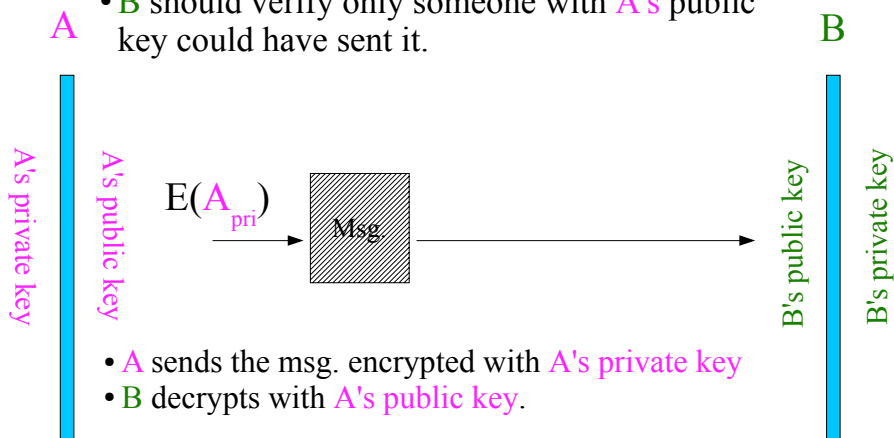 • B should verify only someone with A's public
key could have sent it.
A
B
A's private key
A's public key
E(A_pri)
Msg.
B's public key
B's private key
• A sends the msg. encrypted with A's private key
• B decrypts with A's public key.